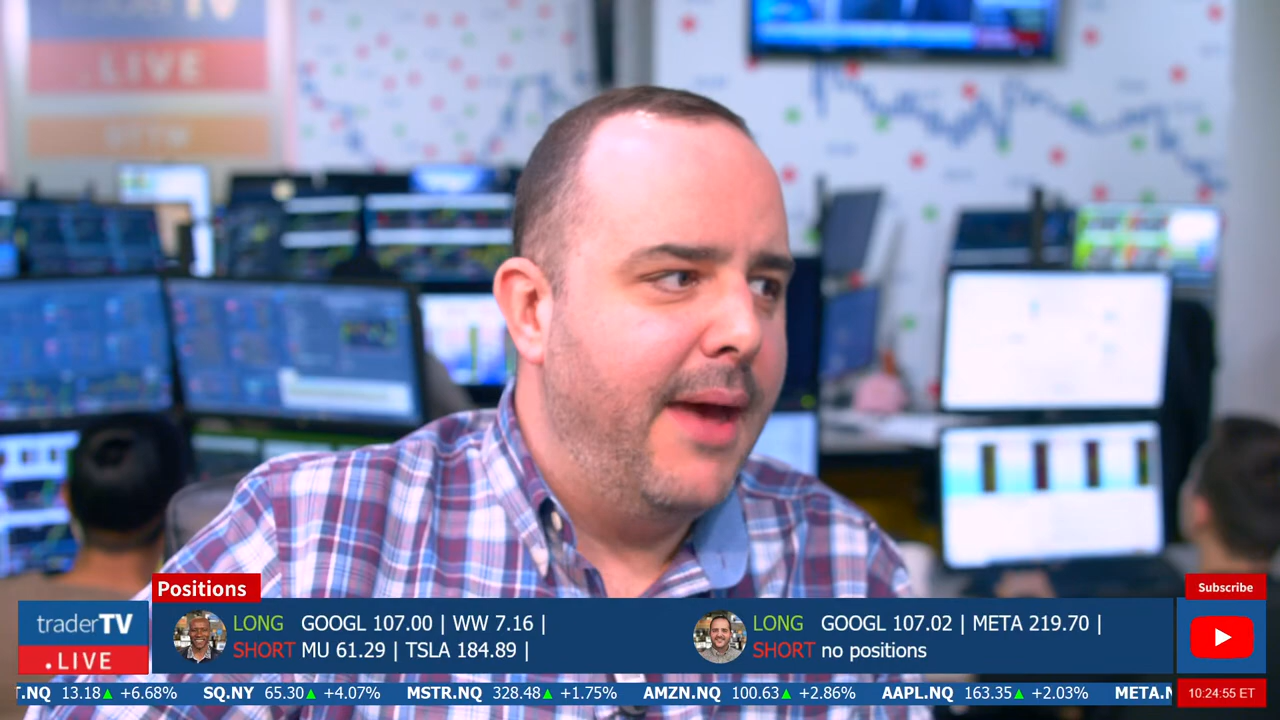 traderTV
LIVE
Positions
Subscribe
traderTV
.LIVE
LONG GOOGL 107.00 | WW 7.16 |
SHORT MU 61.29 | TSLA 184.89 |
LONG GOOGL 107.02 | META 219.70 |
SHORT no positions
T.NQ 13.18▲ +6.68% SQ.NY 65.30▲ +4.07% MSTR.NQ 328.48▲ +1.75% AMZN.NQ 100.63▲ +2.86% AAPL.NQ 163.35▲ +2.03% META.N
10:24:55 ET